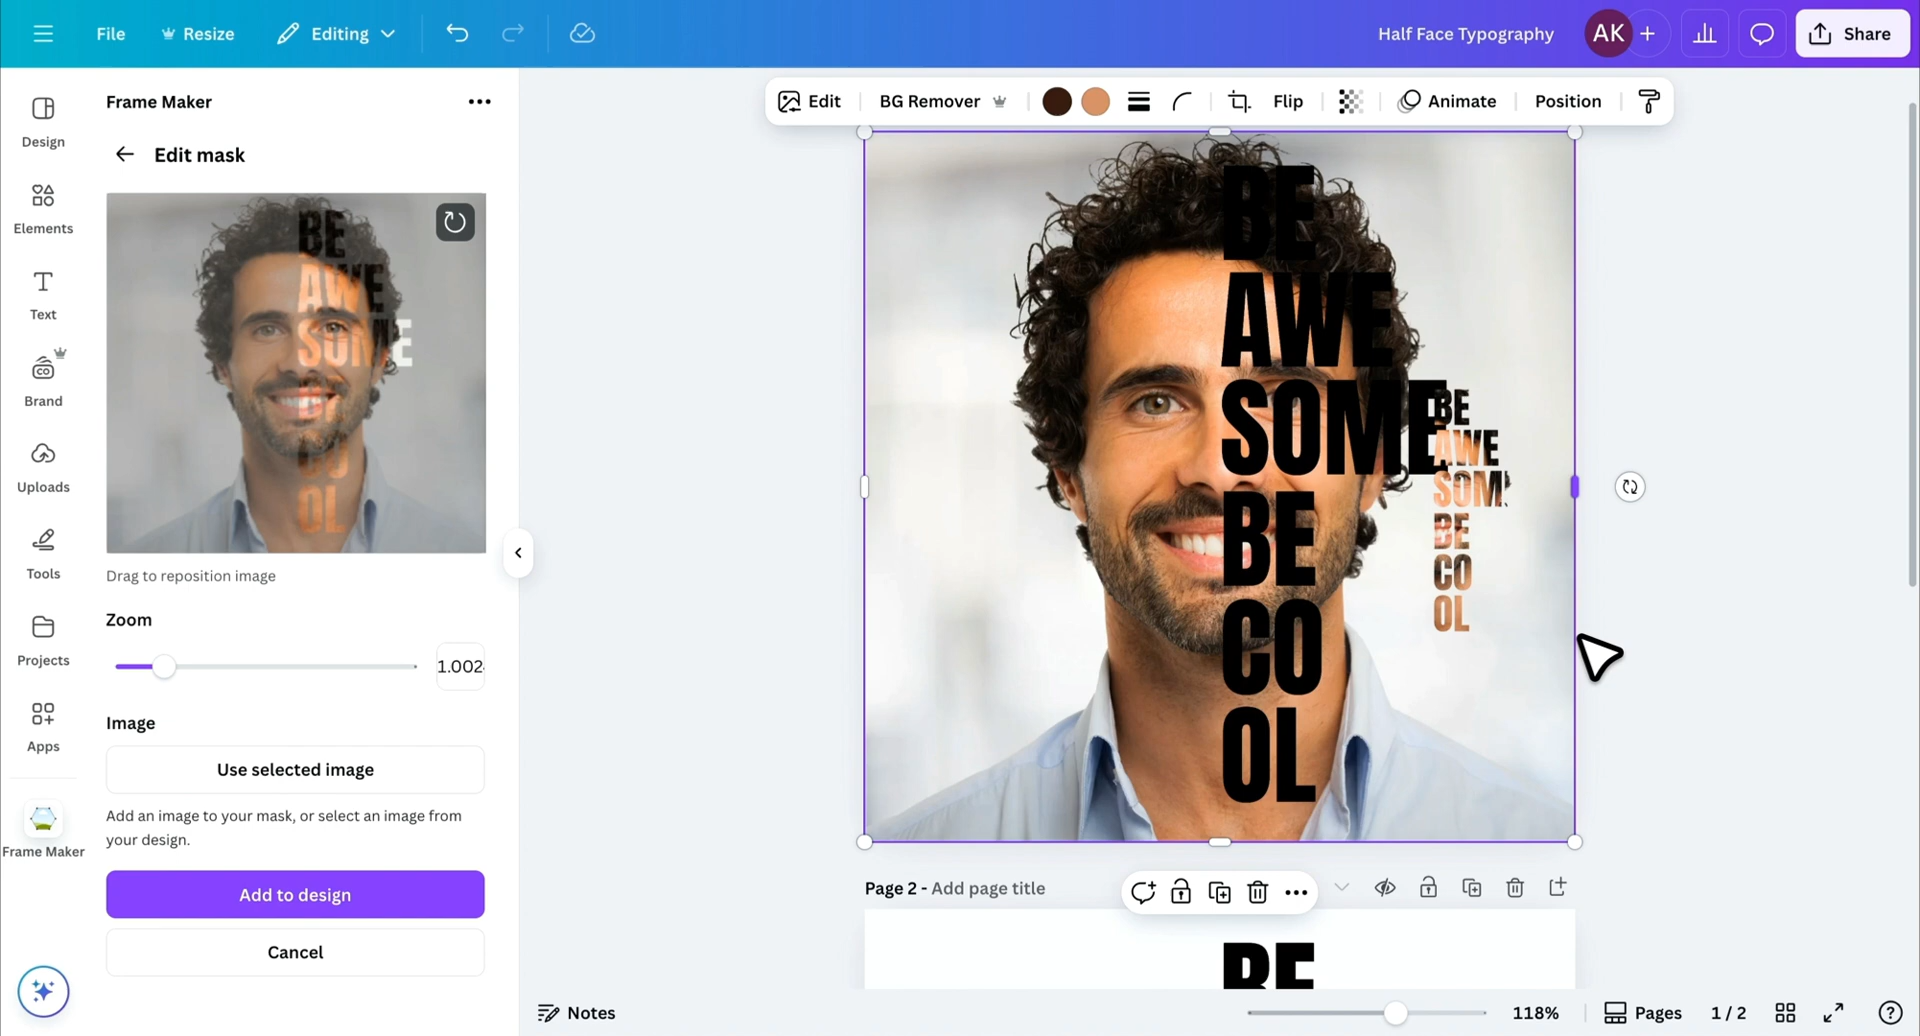 File
Resize
Editing
Half Face Typography
AK
Share
Design
Elements
Text
Brand
Uploads
Tools
Projects
Apps
Frame Maker
Frame Maker
Edit mask
BE
AWE
SOME
BE
CO
OL
Drag to reposition image
Zoom
1.002
Image
Use selected image
Add an image to your mask, or select an image from
your design.
Add to design
Cancel
Edit
BG Remover
Flip
Animate
Position
BE
AWE
SOME
BE
CO
OL
BE
AWE
SOM
BE
CO
OL
Page 2 - Add page title
BE
Notes
118%
Pages
1 / 2